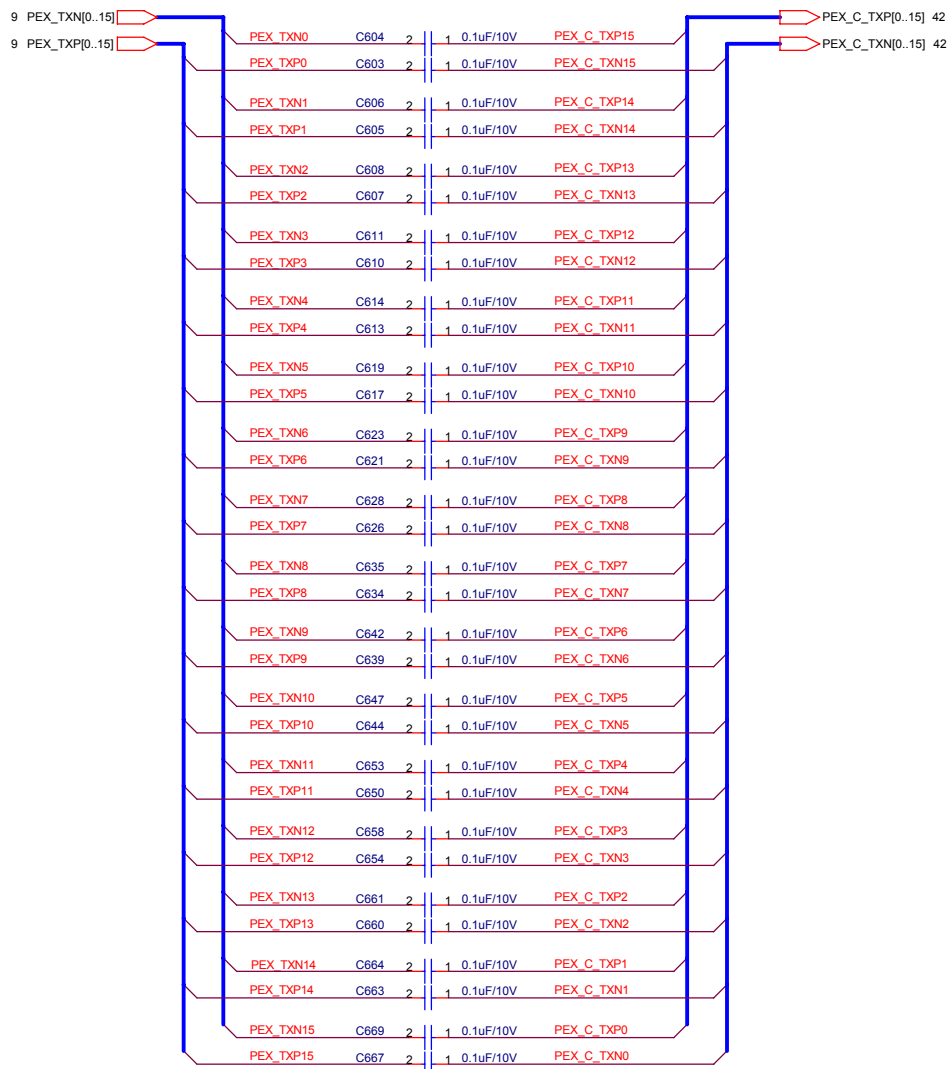 9 PEX_TXN[0..15] PEX_C_TXP[0..15] 42
9 PEX_TXP[0..15] PEX_C_TXN[0..15] 42
PEX_TXN0 C604 2 1 0.1uF/10V PEX_C_TXP15
PEX_TXP0 C603 2 1 0.1uF/10V PEX_C_TXN15
PEX_TXN1 C606 2 1 0.1uF/10V PEX_C_TXP14
PEX_TXP1 C605 2 1 0.1uF/10V PEX_C_TXN14
PEX_TXN2 C608 2 1 0.1uF/10V PEX_C_TXP13
PEX_TXP2 C607 2 1 0.1uF/10V PEX_C_TXN13
PEX_TXN3 C611 2 1 0.1uF/10V PEX_C_TXP12
PEX_TXP3 C610 2 1 0.1uF/10V PEX_C_TXN12
PEX_TXN4 C614 2 1 0.1uF/10V PEX_C_TXP11
PEX_TXP4 C613 2 1 0.1uF/10V PEX_C_TXN11
PEX_TXN5 C619 2 1 0.1uF/10V PEX_C_TXP10
PEX_TXP5 C617 2 1 0.1uF/10V PEX_C_TXN10
PEX_TXN6 C623 2 1 0.1uF/10V PEX_C_TXP9
PEX_TXP6 C621 2 1 0.1uF/10V PEX_C_TXN9
PEX_TXN7 C628 2 1 0.1uF/10V PEX_C_TXP8
PEX_TXP7 C626 2 1 0.1uF/10V PEX_C_TXN8
PEX_TXN8 C635 2 1 0.1uF/10V PEX_C_TXP7
PEX_TXP8 C634 2 1 0.1uF/10V PEX_C_TXN7
PEX_TXN9 C642 2 1 0.1uF/10V PEX_C_TXP6
PEX_TXP9 C639 2 1 0.1uF/10V PEX_C_TXN6
PEX_TXN10 C647 2 1 0.1uF/10V PEX_C_TXP5
PEX_TXP10 C644 2 1 0.1uF/10V PEX_C_TXN5
PEX_TXN11 C653 2 1 0.1uF/10V PEX_C_TXP4
PEX_TXP11 C650 2 1 0.1uF/10V PEX_C_TXN4
PEX_TXN12 C658 2 1 0.1uF/10V PEX_C_TXP3
PEX_TXP12 C654 2 1 0.1uF/10V PEX_C_TXN3
PEX_TXN13 C661 2 1 0.1uF/10V PEX_C_TXP2
PEX_TXP13 C660 2 1 0.1uF/10V PEX_C_TXN2
PEX_TXN14 C664 2 1 0.1uF/10V PEX_C_TXP1
PEX_TXP14 C663 2 1 0.1uF/10V PEX_C_TXN1
PEX_TXN15 C669 2 1 0.1uF/10V PEX_C_TXP0
PEX_TXP15 C667 2 1 0.1uF/10V PEX_C_TXN0